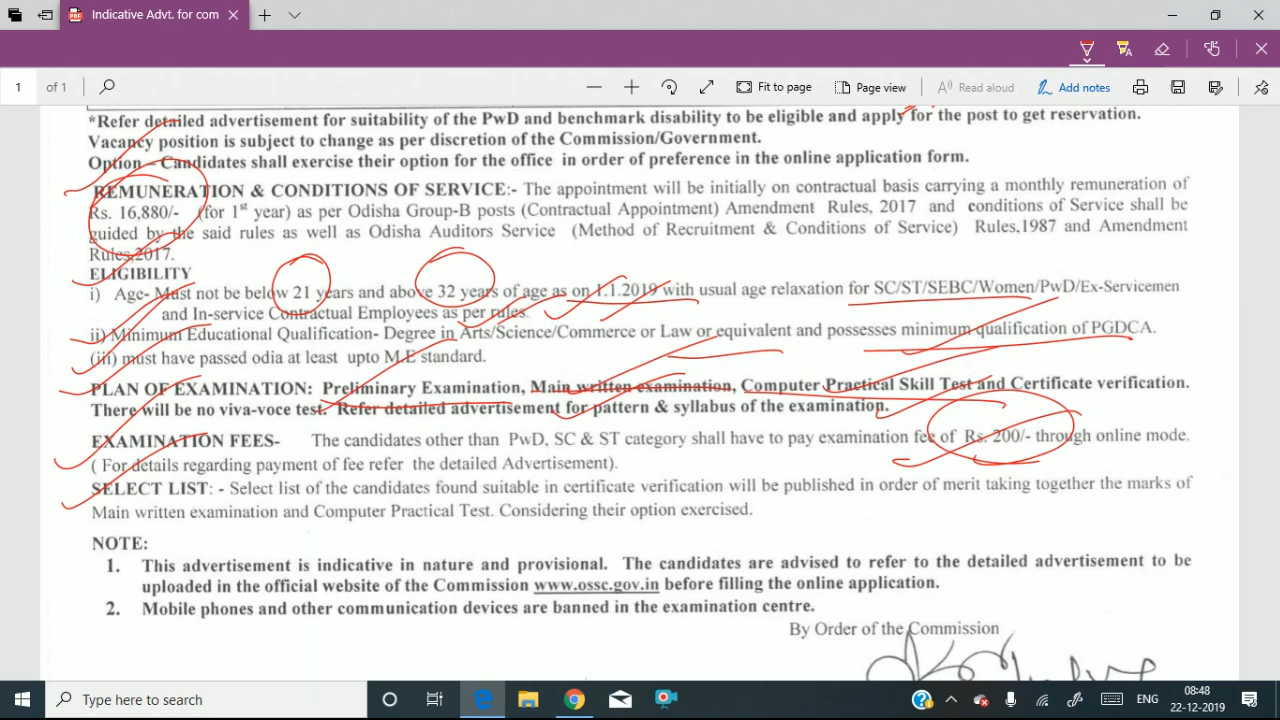 Indicative Advt. for com
1 of 1 Fit to page Page view Read aloud Add notes
*Refer detailed advertisement for suitability of the PwD and benchmark disability to be eligible and apply for the post to get reservation.
Vacancy position is subject to change as per discretion of the Commission/Government.
Option – Candidates shall exercise their option for the office in order of preference in the online application form.
REMUNERATION & CONDITIONS OF SERVICE:- The appointment will be initially on contractual basis carrying a monthly remuneration of
Rs. 16,880/- (for 1st year) as per Odisha Group-B posts (Contractual Appointment) Amendment Rules, 2017 and conditions of Service shall be
guided by the said rules as well as Odisha Auditors Service (Method of Recruitment & Conditions of Service) Rules,1987 and Amendment
Rules,2017.
ELIGIBILITY
i) Age- Must not be below 21 years and above 32 years of age as on 1.1.2019 with usual age relaxation for SC/ST/SEBC/Women/PwD/Ex-Servicemen
and In-service Contractual Employees as per rules.
ii) Minimum Educational Qualification- Degree in Arts/Science/Commerce or Law or equivalent and possesses minimum qualification of PGDCA.
(iii) must have passed odia at least upto M.E standard.
PLAN OF EXAMINATION: Preliminary Examination, Main written examination, Computer Practical Skill Test and Certificate verification.
There will be no viva-voce test. Refer detailed advertisement for pattern & syllabus of the examination.
EXAMINATION FEES- The candidates other than PwD, SC & ST category shall have to pay examination fee of Rs. 200/- through online mode.
( For details regarding payment of fee refer the detailed Advertisement).
SELECT LIST: - Select list of the candidates found suitable in certificate verification will be published in order of merit taking together the marks of
Main written examination and Computer Practical Test. Considering their option exercised.
NOTE:
1. This advertisement is indicative in nature and provisional. The candidates are advised to refer to the detailed advertisement to be
uploaded in the official website of the Commission www.ossc.gov.in before filling the online application.
2. Mobile phones and other communication devices are banned in the examination centre.
By Order of the Commission
Type here to search
ENG
08:48
22-12-2019